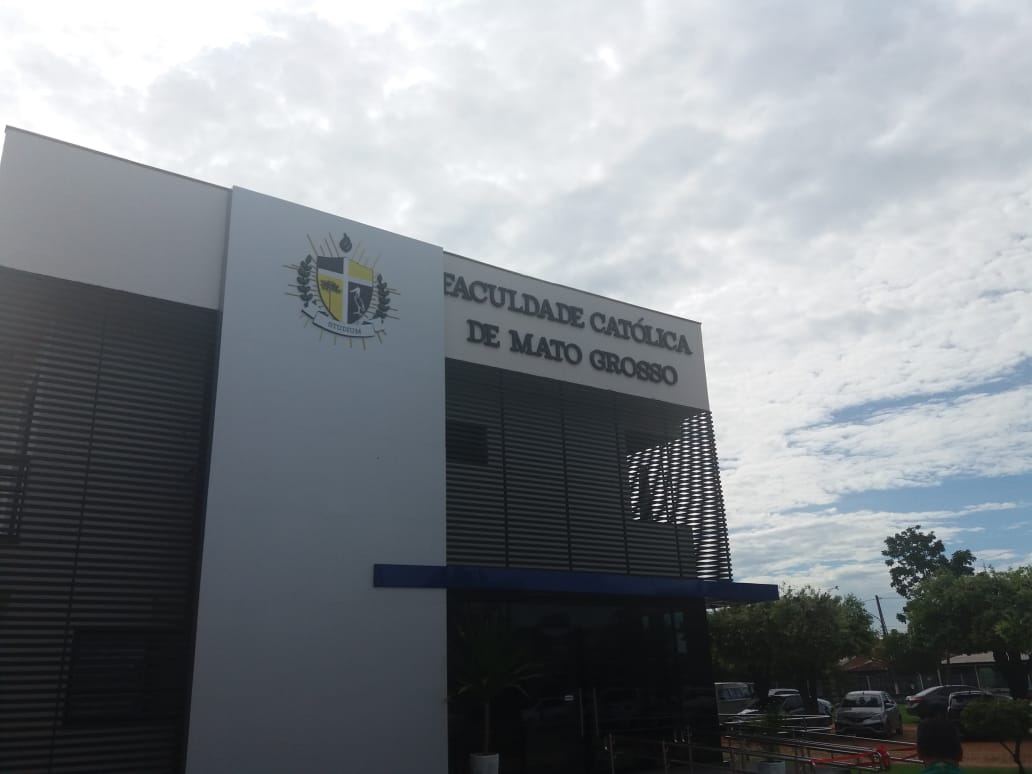 STUDIUM
FACULDADE CATÓLICA
DE MATO GROSSO